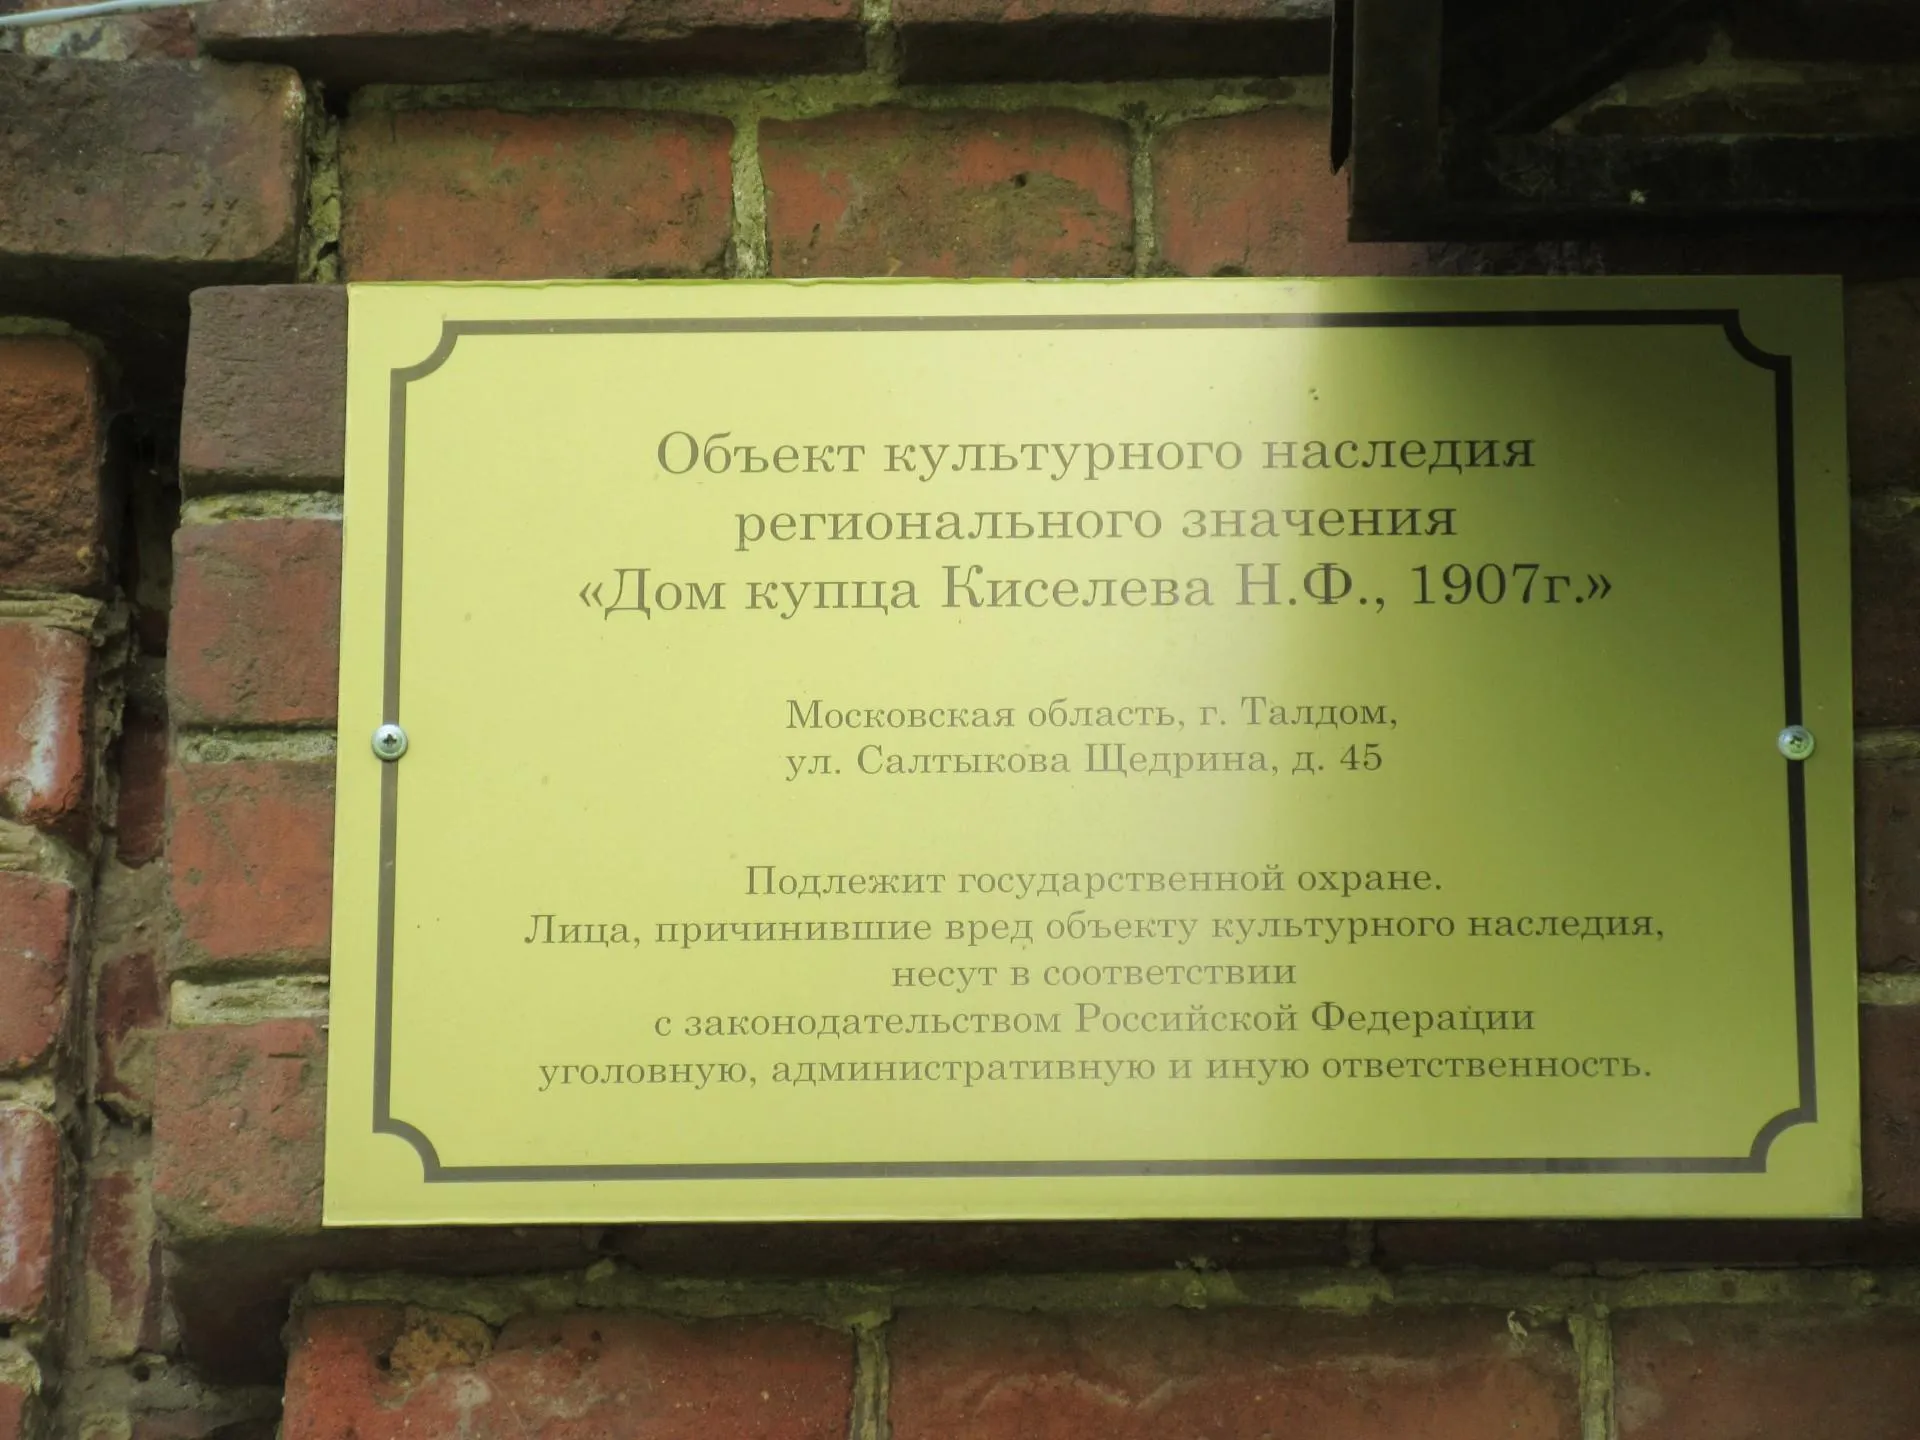 Объект культурного наследия
регионального значения
«Дом купца Киселева Н.Ф., 1907г.»
Московская область, г. Талдом,
ул. Салтыкова Щедрина, д. 45
Подлежит государственной охране.
Лица, причинившие вред объекту культурного наследия,
несут в соответствии
с законодательством Российской Федерации
уголовную, административную и иную ответственность.